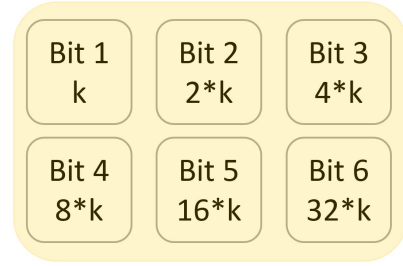 Bit 1
k
Bit 2
2*k
Bit 3
4*k
Bit 4
8*k
Bit 5
16*k
Bit 6
32*k